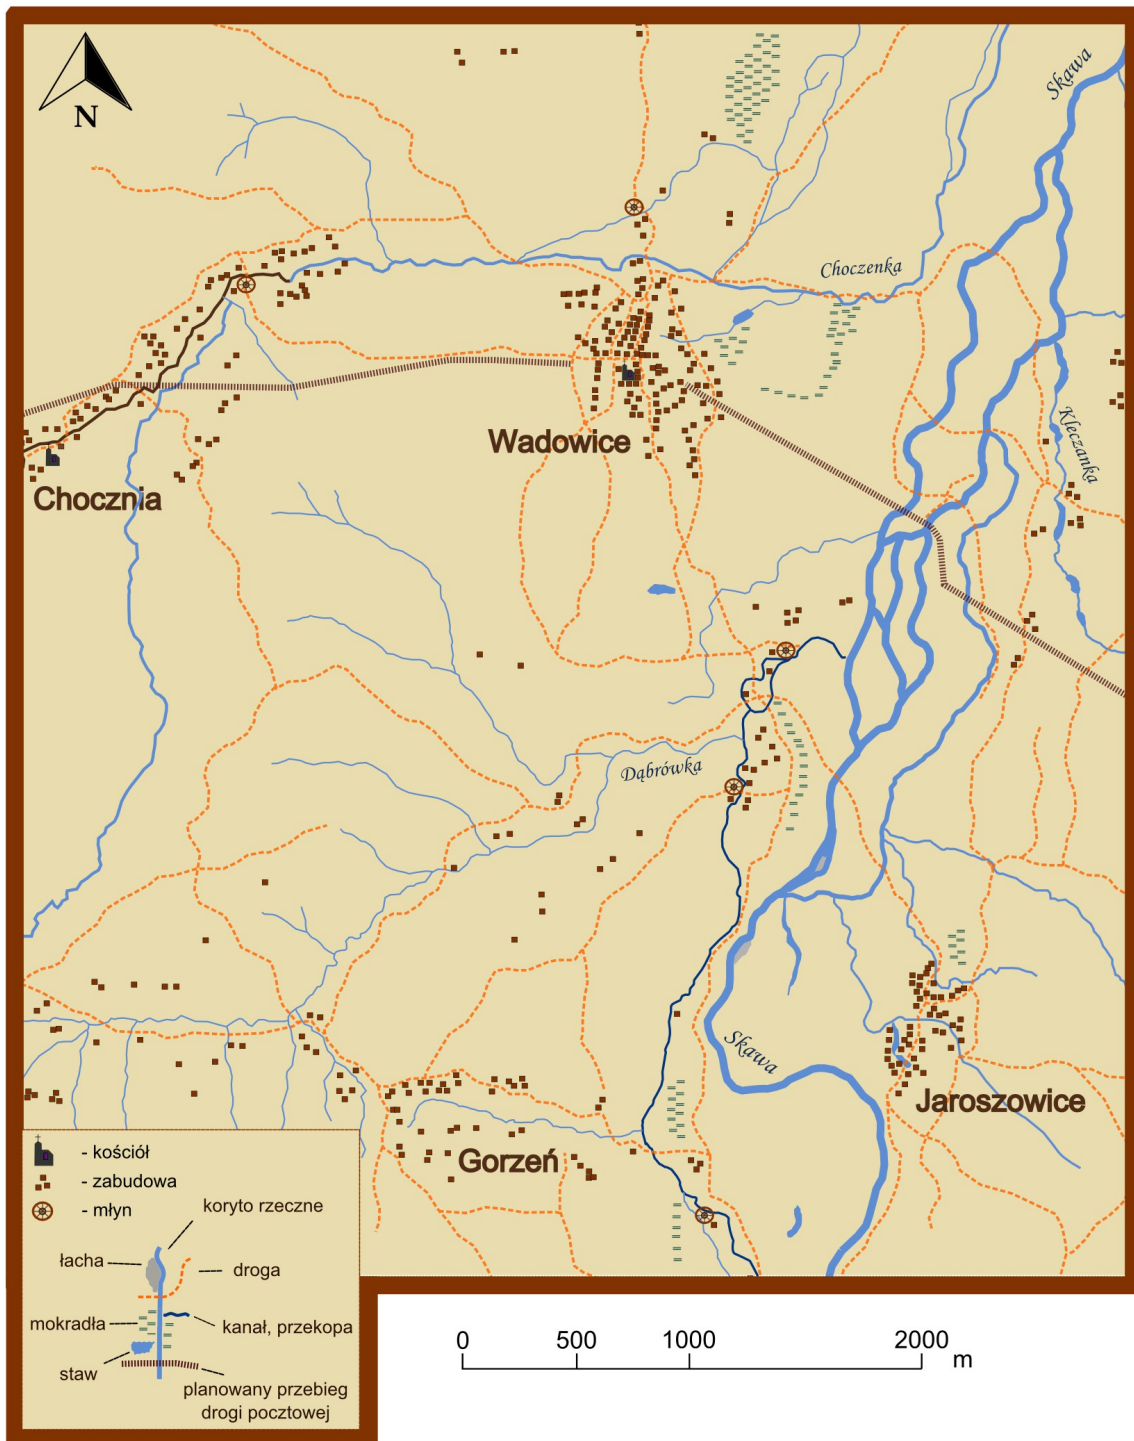 N
Skawa
Choczenka
Wadowice
Kleczanka
Chocznia
Dąbrówka
Skawa
Jaroszowice
Gorzeń
- kościół
- zabudowa
- młyn
koryto rzeczne
łacha
droga
mokradła
kanał, przekopa
staw
planowany przebieg
drogi pocztowej
0 500 1000 2000 m